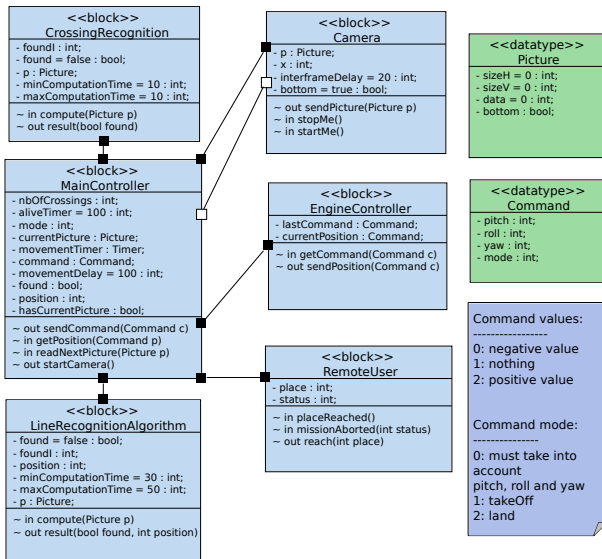 <<block>>
CrossingRecognition
- foundI : int;
- found = false : bool;
- p : Picture;
- minComputationTime = 10 : int;
- maxComputationTime = 10 : int;
~ in compute(Picture p)
~ out result(bool found)
<<block>>
Camera
- p : Picture;
- x : int;
- interframeDelay = 20 : int;
- bottom = true : bool;
~ out sendPicture(Picture p)
~ in stopMe()
~ in startMe()
<<datatype>>
Picture
- sizeH = 0 : int;
- sizeV = 0 : int;
- data = 0 : int;
- bottom : bool;
<<block>>
MainController
- nbOfCrossings : int;
- aliveTimer = 100 : int;
- mode : int;
- currentPicture : Picture;
- movementTimer : Timer;
- command : Command;
- movementDelay = 100 : int;
- found : bool;
- position : int;
- hasCurrentPicture : bool;
~ out sendCommand(Command c)
~ in getPosition(Command p)
~ in readNextPicture(Picture p)
~ out startCamera()
<<block>>
EngineController
- lastCommand : Command;
- currentPosition : Command;
~ in getCommand(Command c)
~ out sendPosition(Command c)
<<datatype>>
Command
- pitch : int;
- roll : int;
- yaw : int;
- mode : int;
<<block>>
RemoteUser
- place : int;
- status : int;
~ in placeReached()
~ in missionAborted(int status)
~ out reach(int place)
Command values:
----------------
0: negative value
1: nothing
2: positive value
Command mode:
---------------
0: must take into
account
pitch, roll and yaw
1: takeOff
2: land
<<block>>
LineRecognitionAlgorithm
- found = false : bool;
- foundI : int;
- position : int;
- minComputationTime = 30 : int;
- maxComputationTime = 50 : int;
- p : Picture;
~ in compute(Picture p)
~ out result(bool found, int position)